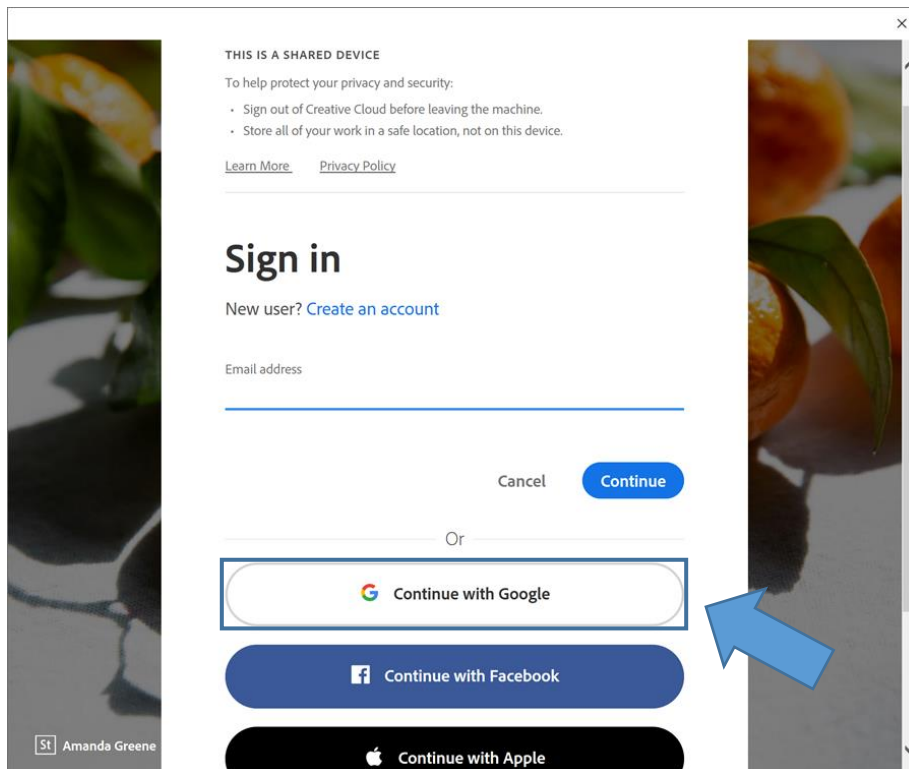 THIS IS A SHARED DEVICE
To help protect your privacy and security:
• Sign out of Creative Cloud before leaving the machine.
• Store all of your work in a safe location, not on this device.
Learn More Privacy Policy
Sign in
New user? Create an account
Email address
Cancel Continue
Or
Continue with Google
Continue with Facebook
Continue with Apple
St Amanda Greene